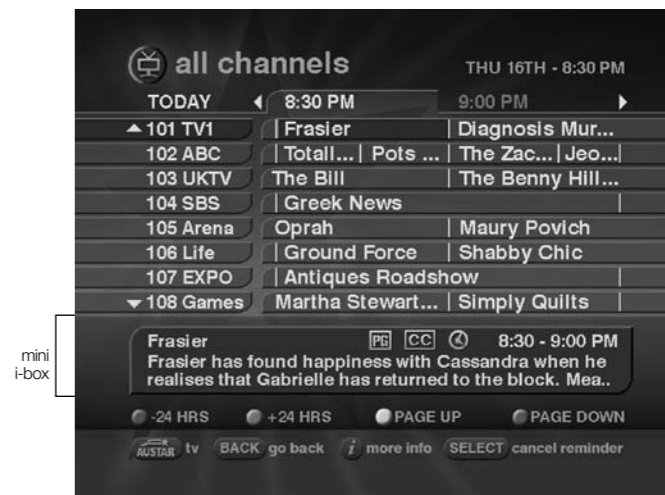 all channels THU 16TH - 8:30 PM
TODAY 8:30 PM 9:00 PM
101 TV1 Frasier Diagnosis Mur...
102 ABC Totall... Pots ... The Zac... Jeo...
103 UKTV The Bill The Benny Hill...
104 SBS Greek News
105 Arena Oprah Maury Povich
106 Life Ground Force Shabby Chic
107 EXPO Antiques Roadshow
108 Games Martha Stewart... Simply Quilts
mini
i-box
Frasier PG CC 8:30 - 9:00 PM
Frasier has found happiness with Cassandra when he
realises that Gabrielle has returned to the block. Mea..
-24 HRS +24 HRS PAGE UP PAGE DOWN
AUSTAR tv BACK go back i more info SELECT cancel reminder